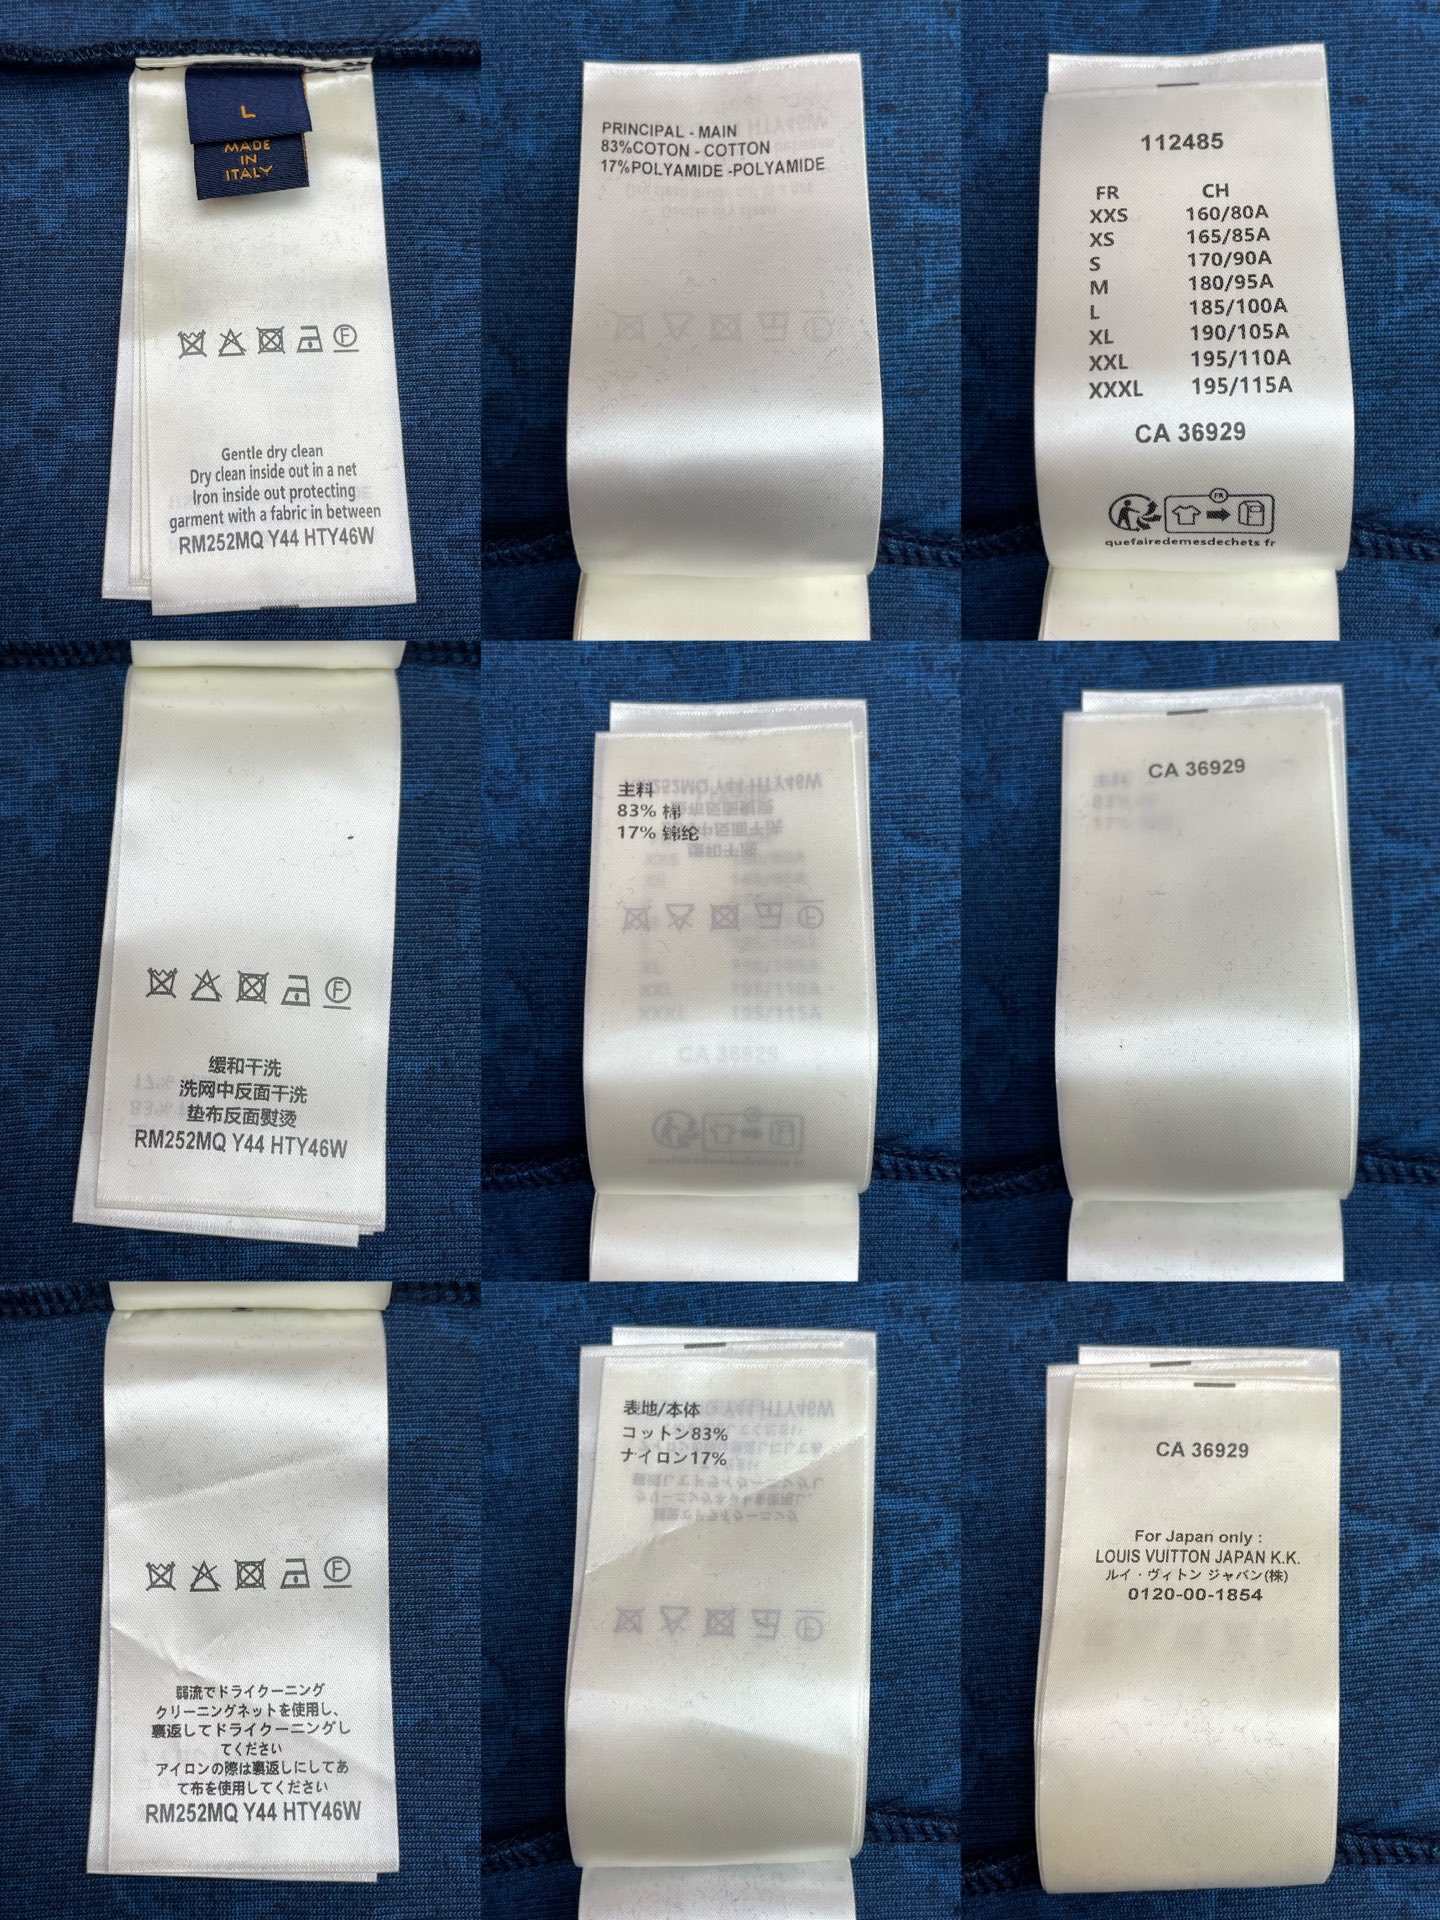 L
MADE
IN
ITALY
Gentle dry clean
Dry clean inside out in a net
Iron inside out protecting
garment with a fabric in between
RM252MQ Y44 HTY46W
PRINCIPAL - MAIN
83%COTON - COTTON
17%POLYAMIDE -POLYAMIDE
112485
FR CH
XXS 160/80A
XS 165/85A
S 170/90A
M 180/95A
L 185/100A
XL 190/105A
XXL 195/110A
XXXL 195/115A
CA 36929
FR
quefairedemesdechets fr
F
缓和干洗
洗网中反面干洗
垫布反面熨烫
RM252MQ Y44 HTY46W
主料
83% 棉
17% 锦纶
CA 36929
F
弱流でドライクーニング
クリーニングネットを使用し、
裏返してドライクーニングし
てください
アイロンの際は裏返しにしてあ
て布を使用してください
RM252MQ Y44 HTY46W
表地/本体
コットン83%
ナイロン17%
CA 36929
For Japan only :
LOUIS VUITTON JAPAN K.K.
ルイ・ヴィトン ジャパン(株)
0120-00-1854